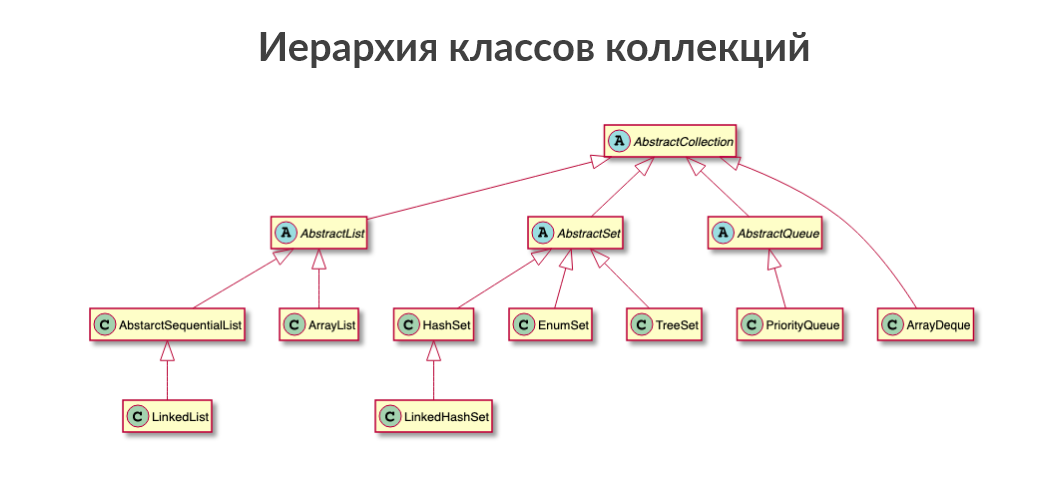 Иерархия классов коллекций
A AbstractCollection
A AbstractList
A AbstractSet
A AbstractQueue
C AbstarctSequentialList
C ArrayList
C HashSet
C EnumSet
C TreeSet
C PriorityQueue
C ArrayDeque
C LinkedList
C LinkedHashSet